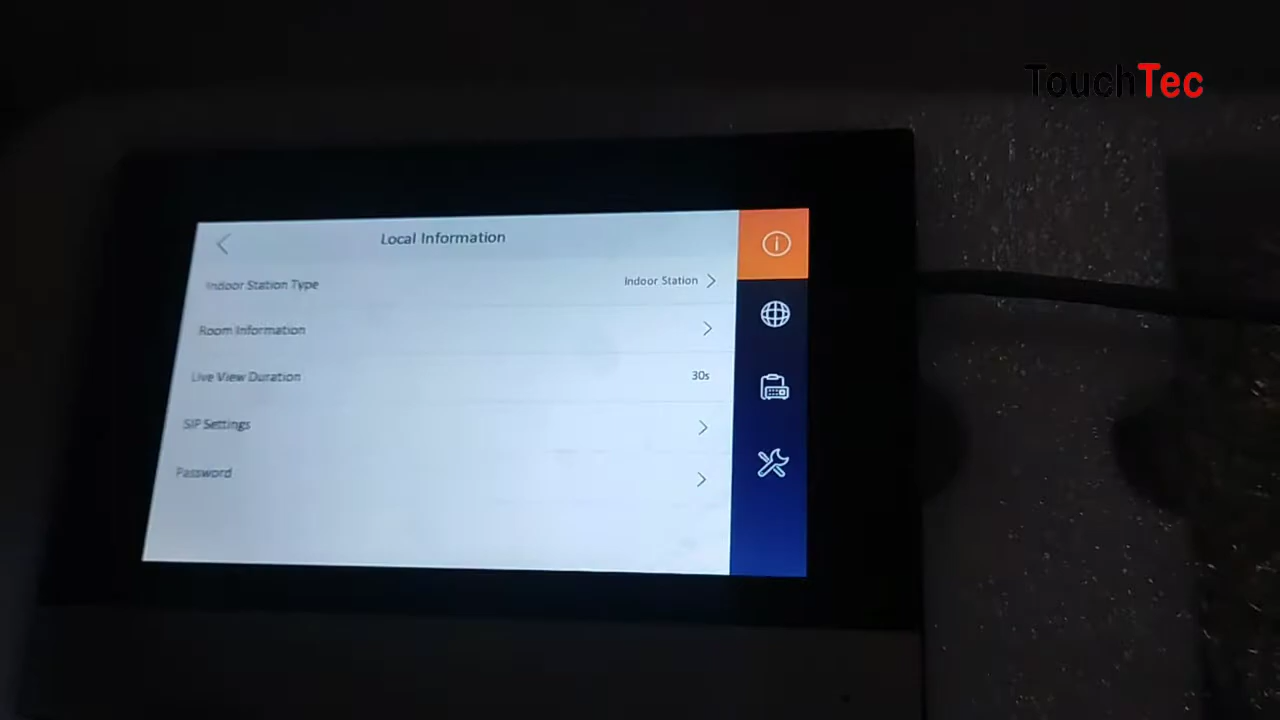 TouchTec
Local Information
Indoor Station Type
Indoor Station
Room Information
Live View Duration
30s
SIP Settings
Password